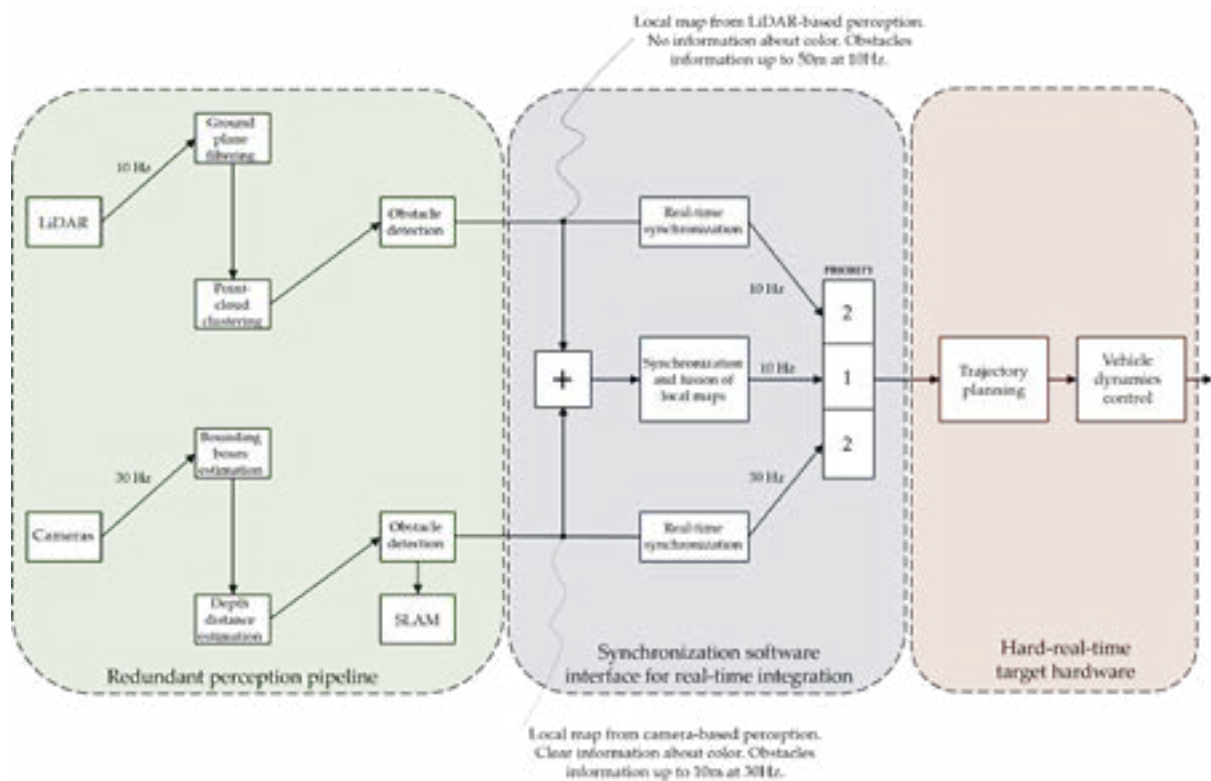 Local map from LiDAR-based perception.
No information about color. Obstacles
information up to 50m at 10Hz.
Ground
plane
filtering
10 Hz
LiDAR
Obstacle
detection
Real-time
synchronization
Point-
cloud
clustering
PRIORITY
10 Hz
2
+
Synchronization
and fusion of
local maps
10 Hz
1
Trajectory
planning
Vehicle
dynamics
control
Bounding
boxes
estimation
30 Hz
2
30 Hz
Cameras
Obstacle
detection
Real-time
synchronization
Depth
distance
estimation
SLAM
Redundant perception pipeline
Synchronization software
interface for real-time integration
Hard-real-time
target hardware
Local map from camera-based perception.
Clear information about color. Obstacles
information up to 10m at 30Hz.